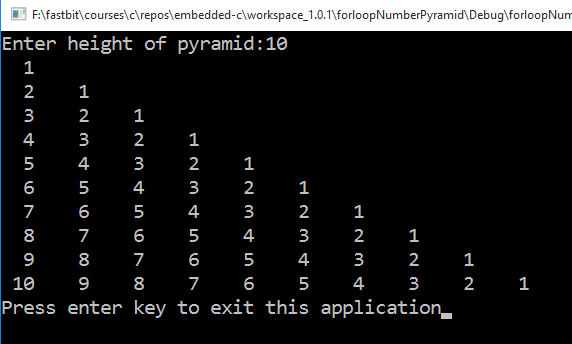 F:\fastbit\courses\c\repos\embedded-c\workspace_1.0.1\forloopNumberPyramid\Debug\forloopNum
Enter height of pyramid:10
1
2 1
3 2 1
4 3 2 1
5 4 3 2 1
6 5 4 3 2 1
7 6 5 4 3 2 1
8 7 6 5 4 3 2 1
9 8 7 6 5 4 3 2 1
10 9 8 7 6 5 4 3 2 1
Press enter key to exit this application